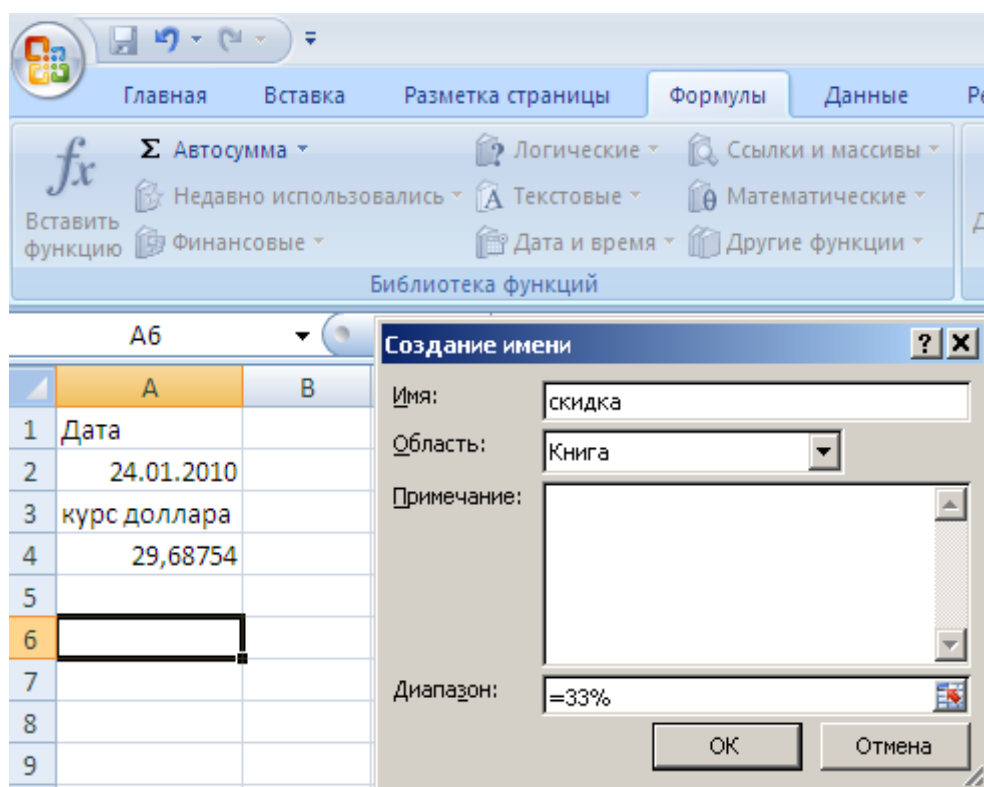 Главная Вставка Разметка страницы Формулы Данные
fx Σ Автосумма Логические Ссылки и массивы
Вставить функцию Недавно использовались Текстовые Математические
Финансовые Дата и время Другие функции
Библиотека функций
A6
Создание имени ? X
A B
Имя: скидка
Область: Книга
Примечание:
1 Дата
2 24.01.2010
3 курс доллара
4 29,68754
5
6
7
8
9
Диапазон: =33%
ОК Отмена